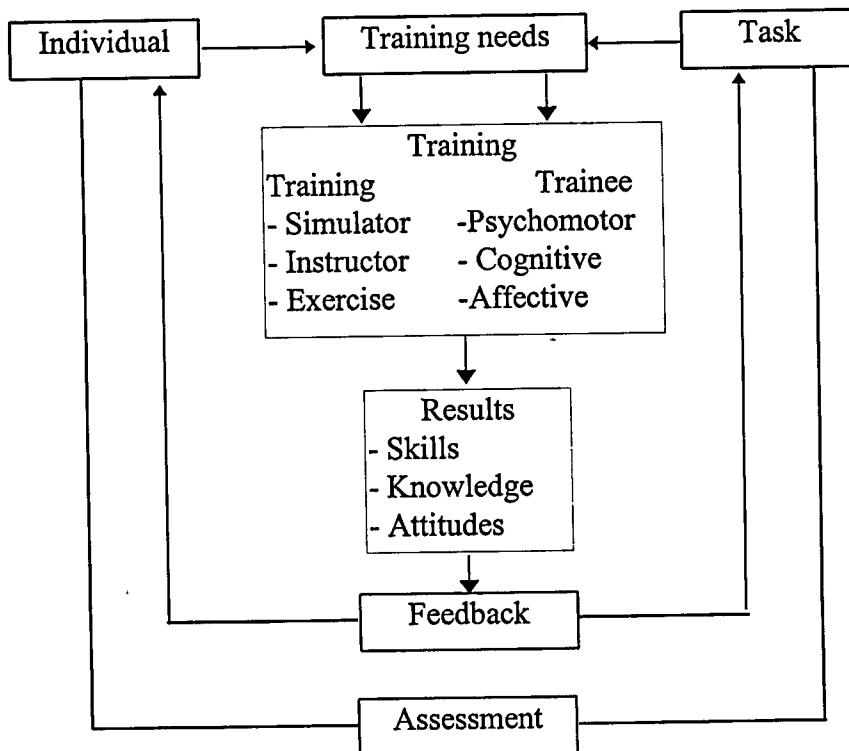 Individual
Training needs
Task
Training
Training Trainee
- Simulator -Psychomotor
- Instructor - Cognitive
- Exercise -Affective
Results
- Skills
- Knowledge
- Attitudes
Feedback
Assessment